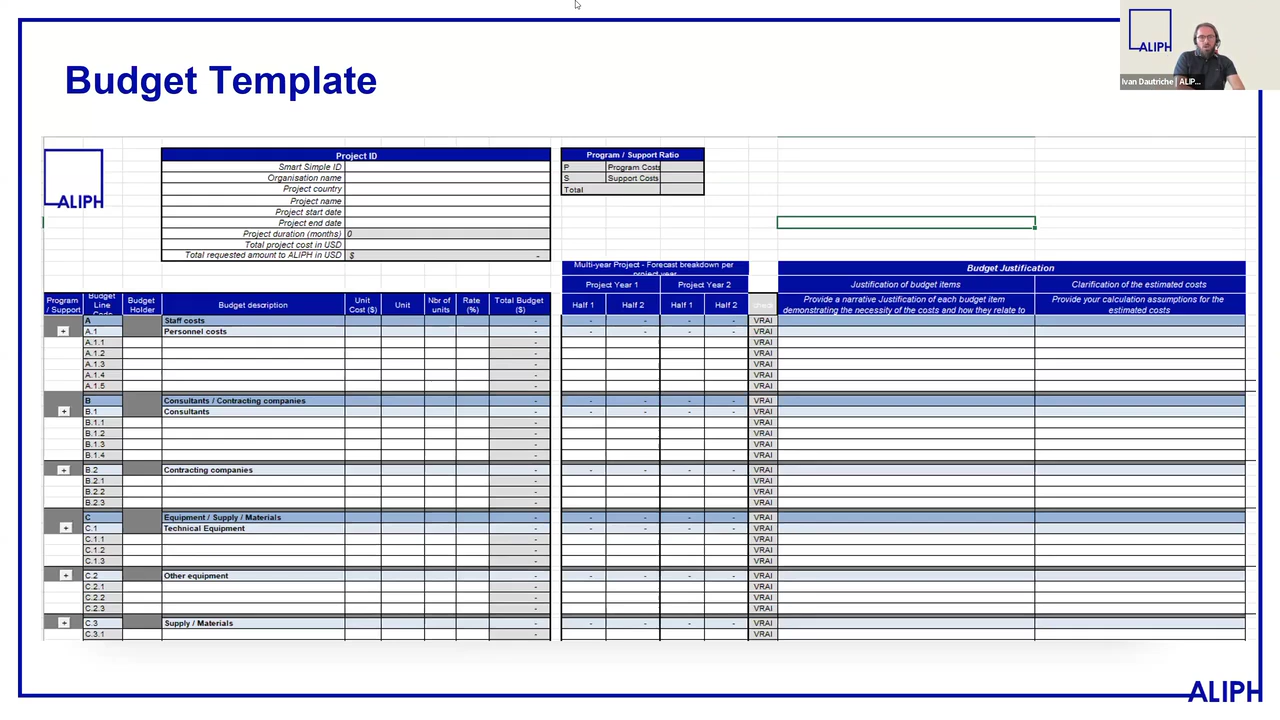 ALIPH
Ivan Dautriche | ALIP...
Budget Template
ALIPH
Project ID
Smart Simple ID
Organisation name
Project country
Project name
Project start date
Project end date
Project duration (months) 0
Total project cost in USD
Total requested amount to ALIPH in USD $ -
Program / Support Ratio
P Program Costs
S Support Costs
Total
Multi-year Project - Forecast breakdown per project year
Project Year 1 Project Year 2
Half 1 Half 2 Half 1 Half 2
Budget Justification
Justification of budget items Clarification of the estimated costs
Provide a narrative Justification of each budget item demonstrating the necessity of the costs and how they relate to
Provide your calculation assumptions for the estimated costs
Program / Support Budget Line Code Budget Holder Budget description Unit Cost ($) Unit Nbr of units Rate (%) Total Budget ($)
A Staff costs - - - - - VRAI
+ A.1 Personnel costs - - - - - VRAI
A.1.1 - VRAI
A.1.2 - VRAI
A.1.3 - VRAI
A.1.4 - VRAI
A.1.5 - VRAI
B Consultants / Contracting companies - - - - - VRAI
+ B.1 Consultants - - - - - VRAI
B.1.1 - VRAI
B.1.2 - VRAI
B.1.3 - VRAI
B.1.4 - VRAI
+ B.2 Contracting companies - - - - - VRAI
B.2.1 - VRAI
B.2.2 - VRAI
B.2.3 - VRAI
C Equipment / Supply / Materials - - - - - VRAI
+ C.1 Technical Equipment - - - - - VRAI
C.1.1 - VRAI
C.1.2 - VRAI
C.1.3 - VRAI
+ C.2 Other equipment - - - - - VRAI
C.2.1 - VRAI
C.2.2 - VRAI
C.2.3 - VRAI
+ C.3 Supply / Materials - - - - - VRAI
C.3.1 - VRAI
ALIPH